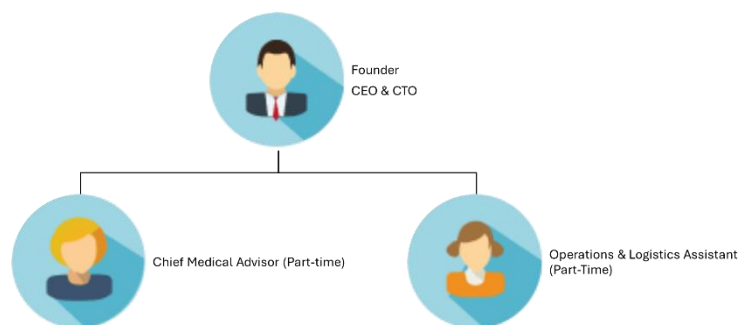 Founder
CEO & CTO
Chief Medical Advisor (Part-time)
Operations & Logistics Assistant
(Part-Time)